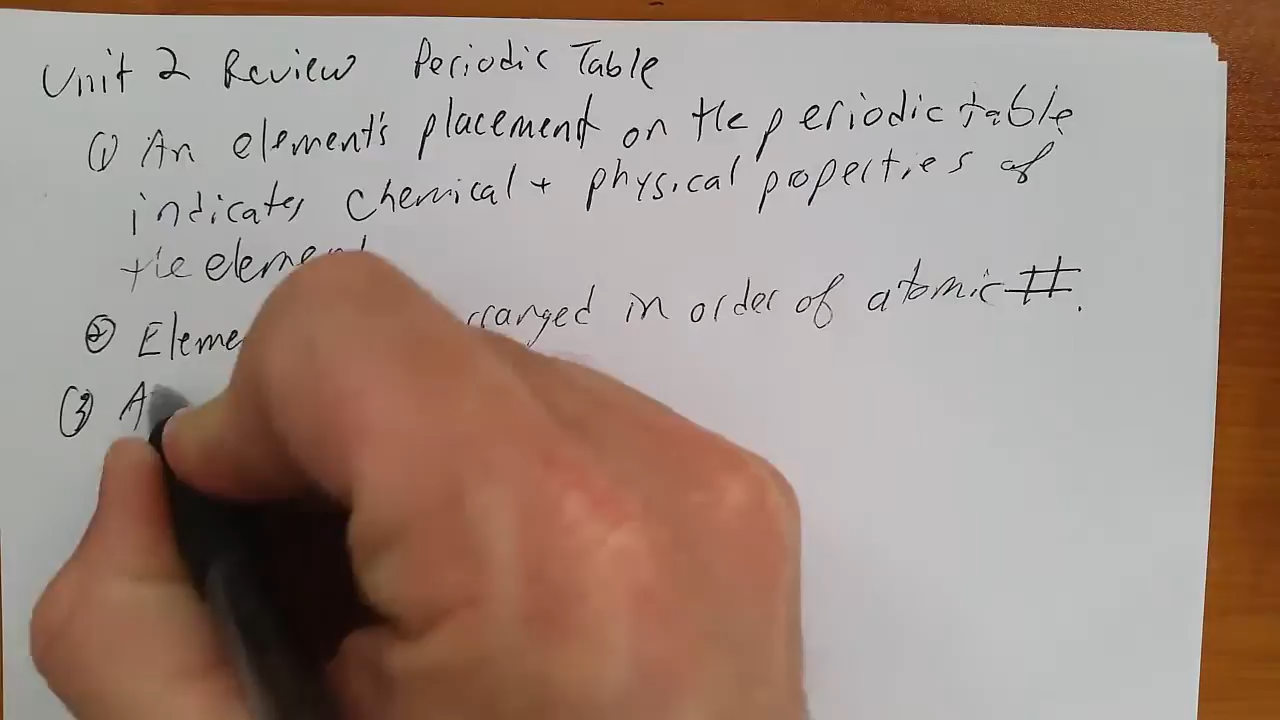 Unit 2 Review Periodic Table
① An element's placement on the periodic table
indicates chemical + physical properties of
the element
② Eleme rranged in order of atomic #.
③ A